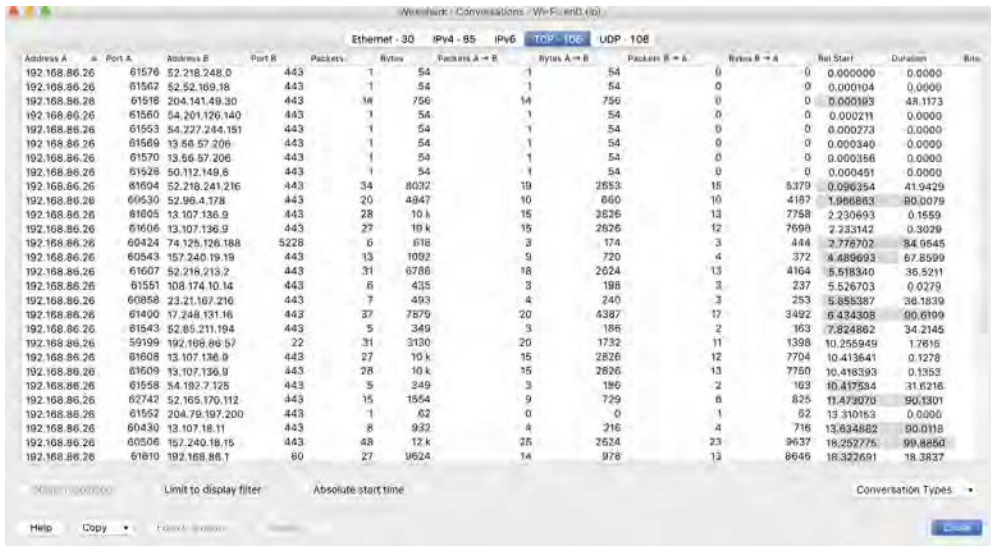 Wireshark · Conversations · Wi-Fi: en0 (ip)
Ethernet · 30 IPv4 · 85 IPv6 TCP · 106 UDP · 108
Address A Port A Address B Port B Packets Bytes Packets A → B Bytes A → B Packets B → A Bytes B → A Rel Start Duration Bits
192.168.86.26 61576 52.218.248.0 443 1 54 1 54 0 0 0.000000 0.0000
192.168.86.26 61562 52.52.169.18 443 1 54 1 54 0 0 0.000104 0.0000
192.168.86.26 61518 204.141.49.30 443 14 756 14 756 0 0 0.000193 48.1173
192.168.86.26 61560 54.201.126.140 443 1 54 1 54 0 0 0.000211 0.0000
192.168.86.26 61553 54.227.244.151 443 1 54 1 54 0 0 0.000273 0.0000
192.168.86.26 61569 13.56.57.206 443 1 54 1 54 0 0 0.000340 0.0000
192.168.86.26 61570 13.56.57.206 443 1 54 1 54 0 0 0.000356 0.0000
192.168.86.26 61528 50.112.149.6 443 1 54 1 54 0 0 0.000451 0.0000
192.168.86.26 61604 52.218.241.216 443 34 8032 19 2653 15 5379 0.096354 41.9429
192.168.86.26 60530 52.96.4.178 443 20 4847 10 660 10 4187 1.966863 90.0079
192.168.86.26 61605 13.107.136.9 443 28 10 k 15 2826 13 7758 2.230693 0.1559
192.168.86.26 61606 13.107.136.9 443 27 10 k 15 2826 12 7698 2.233142 0.3029
192.168.86.26 60424 74.125.126.188 5228 6 618 3 174 3 444 2.778702 84.9545
192.168.86.26 60543 157.240.19.19 443 13 1092 9 720 4 372 4.489693 67.8599
192.168.86.26 61607 52.218.213.2 443 31 6788 18 2624 13 4164 5.518340 36.5211
192.168.86.26 61551 108.174.10.14 443 6 435 3 198 3 237 5.526703 0.0279
192.168.86.26 60858 23.21.167.216 443 7 493 4 240 3 253 5.855387 36.1839
192.168.86.26 61400 17.248.131.16 443 37 7879 20 4387 17 3492 6.434308 90.6199
192.168.86.26 61543 52.85.211.194 443 5 349 3 186 2 163 7.824862 34.2145
192.168.86.26 59199 192.168.86.57 22 31 3130 20 1732 11 1398 10.255949 1.7616
192.168.86.26 61608 13.107.136.9 443 27 10 k 15 2826 12 7704 10.413641 0.1278
192.168.86.26 61609 13.107.136.9 443 28 10 k 15 2826 13 7750 10.416393 0.1353
192.168.86.26 61558 54.192.7.125 443 5 349 3 186 2 163 10.417534 31.6216
192.168.86.26 62742 52.165.170.112 443 15 1554 9 729 6 825 11.473070 90.1301
192.168.86.26 61552 204.79.197.200 443 1 62 0 0 1 62 13.310153 0.0000
192.168.86.26 60430 13.107.18.11 443 8 932 4 216 4 716 13.634882 90.0118
192.168.86.26 60506 157.240.18.15 443 48 12 k 25 2624 23 9637 18.252775 99.8850
192.168.86.26 61610 192.168.86.1 80 27 9624 14 978 13 8646 18.322691 18.3837
Limit to display filter Absolute start time Conversation Types
Help Copy Close